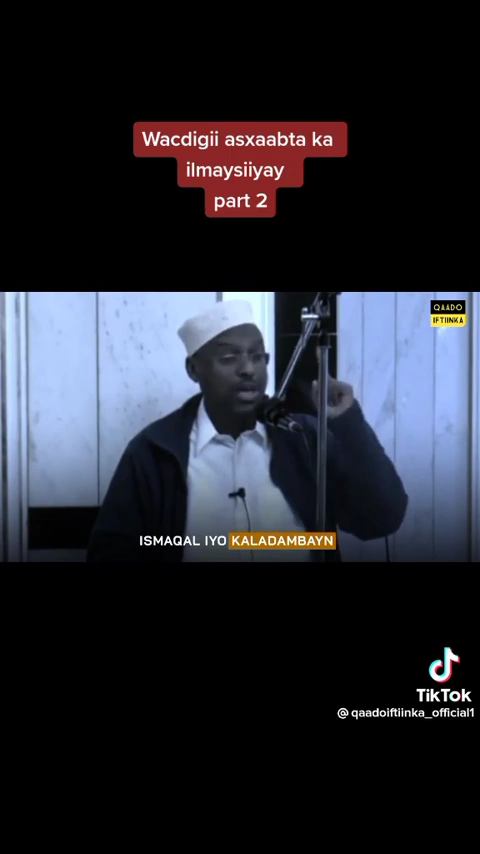 Wacdigii asxaabta ka
ilmaysiiyay
part 2
QAADO
IFTIINKA
ISMAQAL IYO KALADAMBAYN
TikTok
@qaadoiftiinka_official1